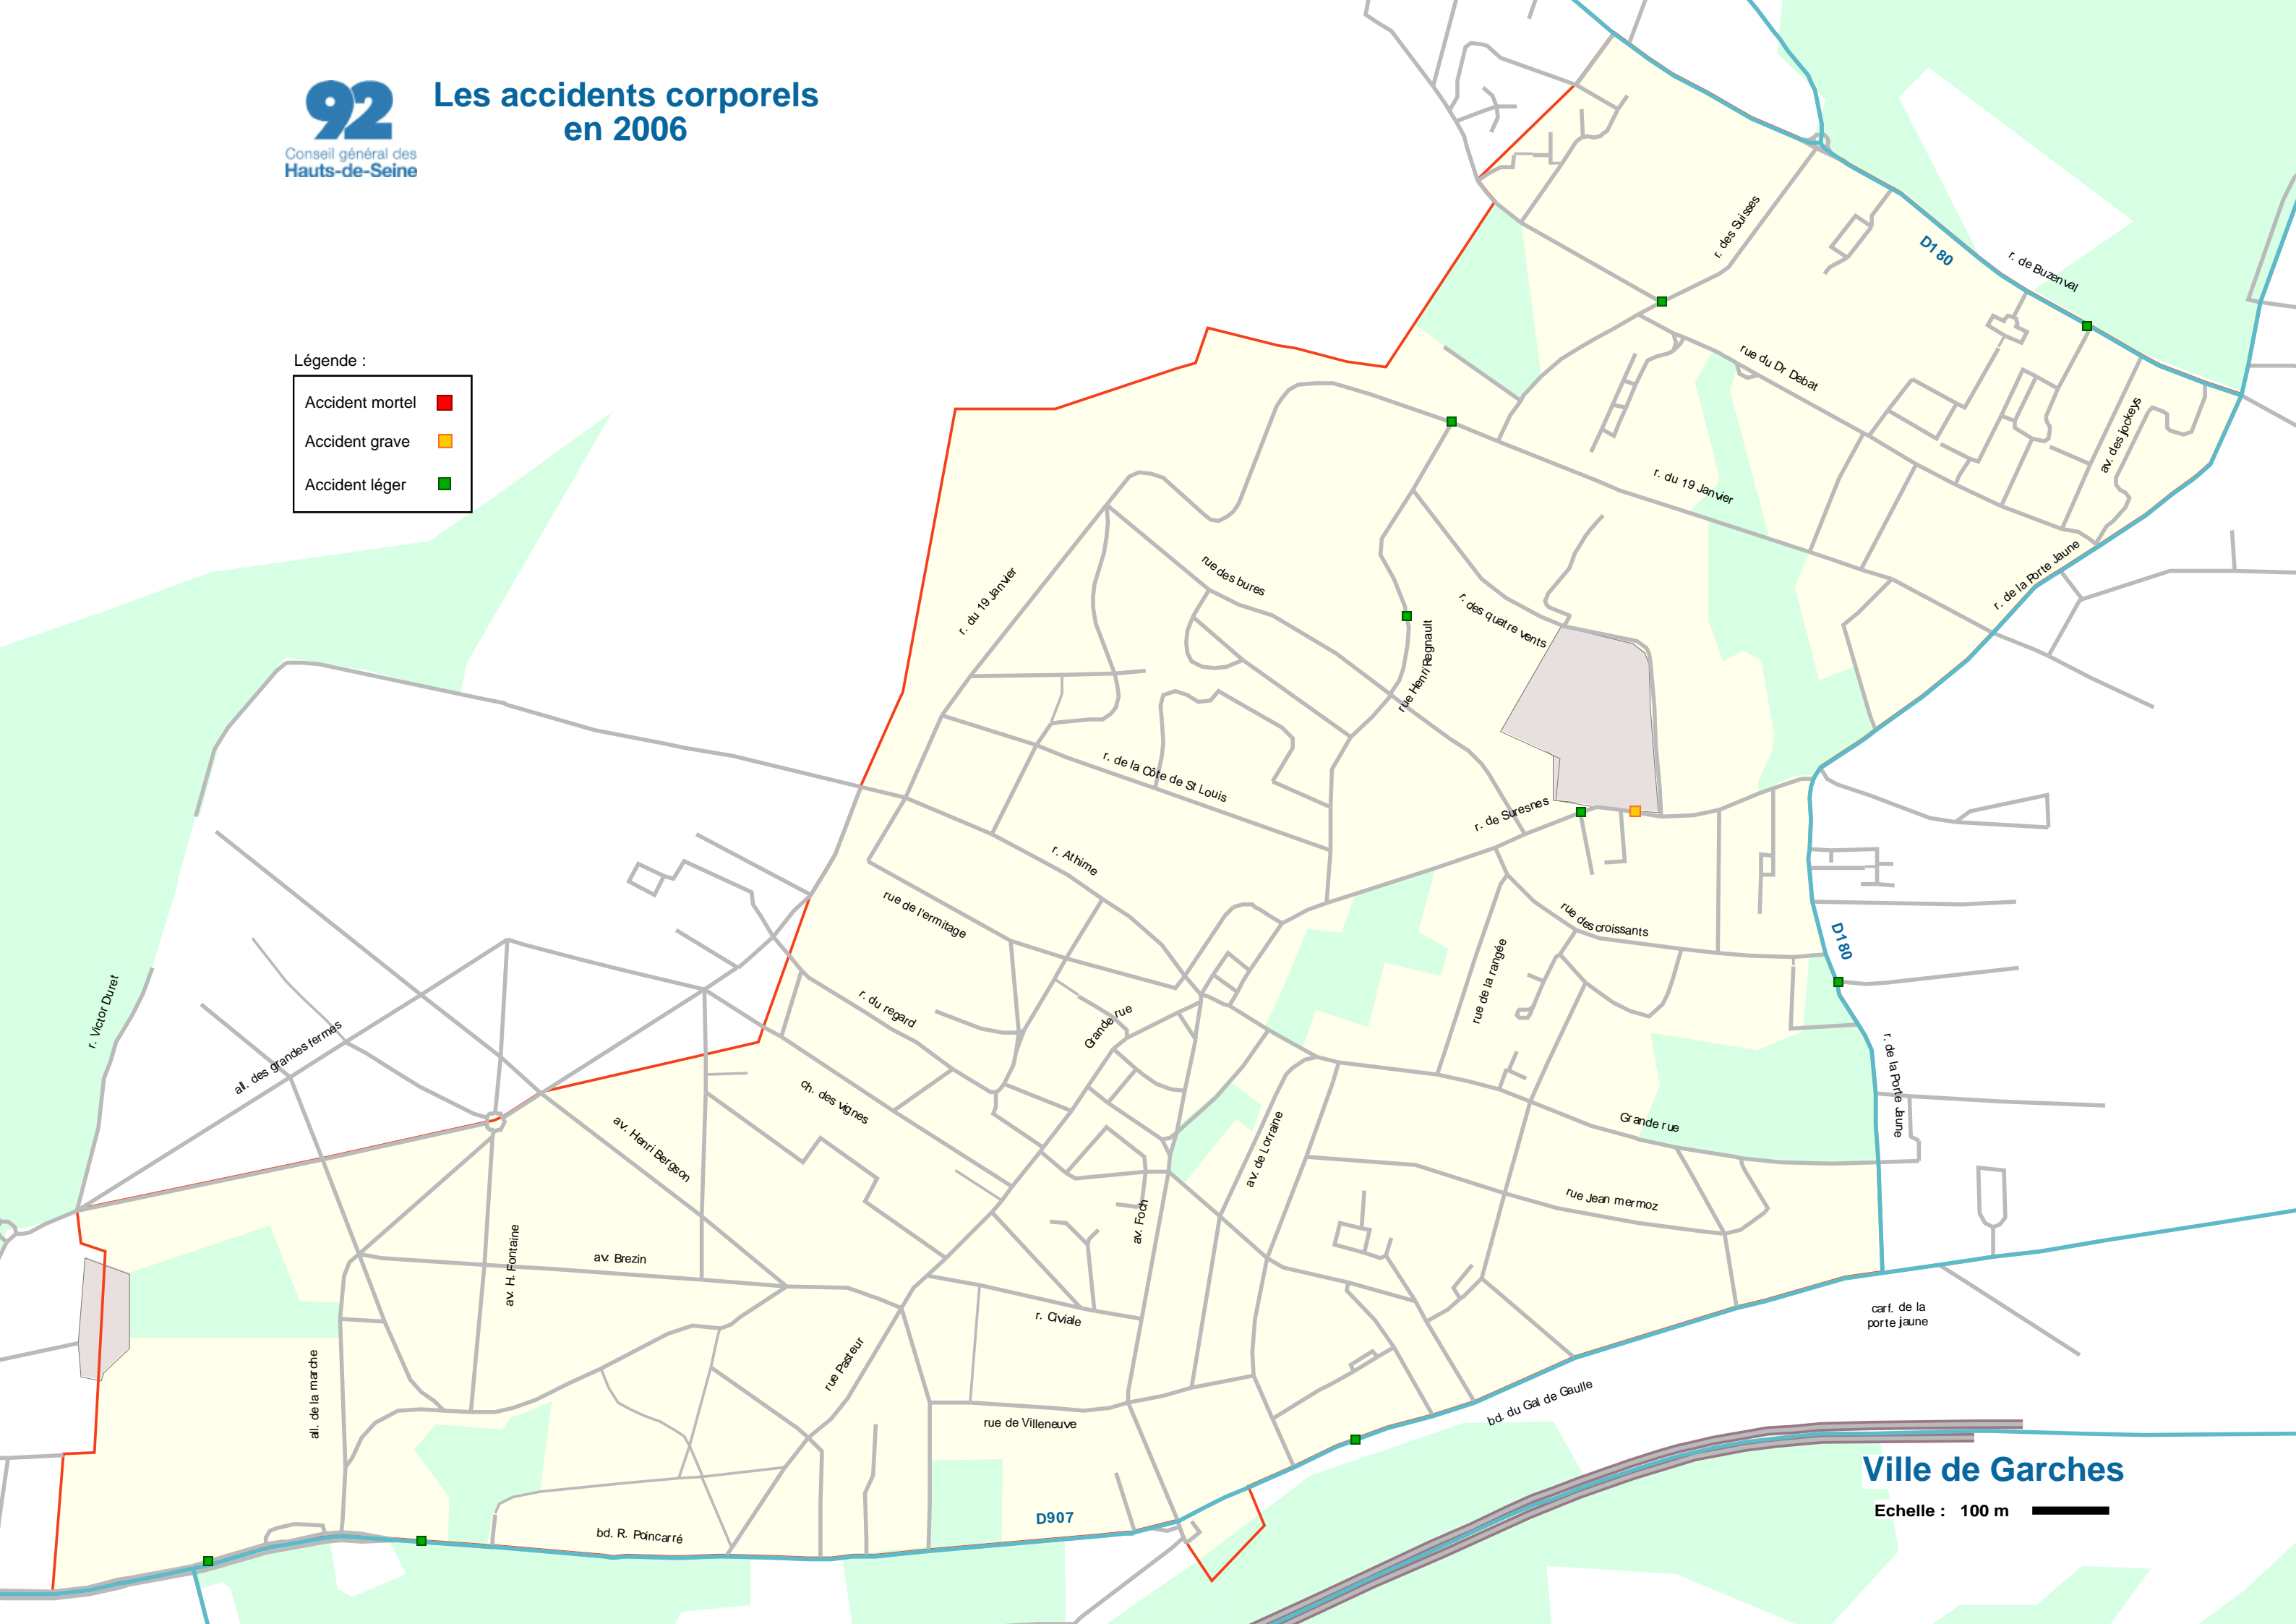 92
Conseil général des
Hauts-de-Seine
Les accidents corporels
en 2006
Légende :
Accident mortel
Accident grave
Accident léger
r. des Suisses
D180
r. de Buzenval
rue du Dr Debat
av. des jockeys
r. du 19 Janvier
r. de la Porte Jaune
rue des bures
r. du 19 Janvier
r. des quatre vents
rue Henri Regnault
r. de la Côte de St Louis
r. de Suresnes
r. Athime
rue de l'ermitage
rue des croissants
D180
rue de la rangée
r. Victor Duret
all. des grandes fermes
r. du regard
Grande rue
r. de la Porte Jaune
ch. des vignes
av. Henri Bergson
av. de Lorraine
Grande rue
rue Jean mermoz
av. Foch
av. H. Fontaine
av. Brezin
r. Civiale
carf. de la
porte jaune
rue Pasteur
all. de la marche
rue de Villeneuve
bd. du Gal de Gaulle
Ville de Garches
Echelle : 100 m
D907
bd. R. Poincarré